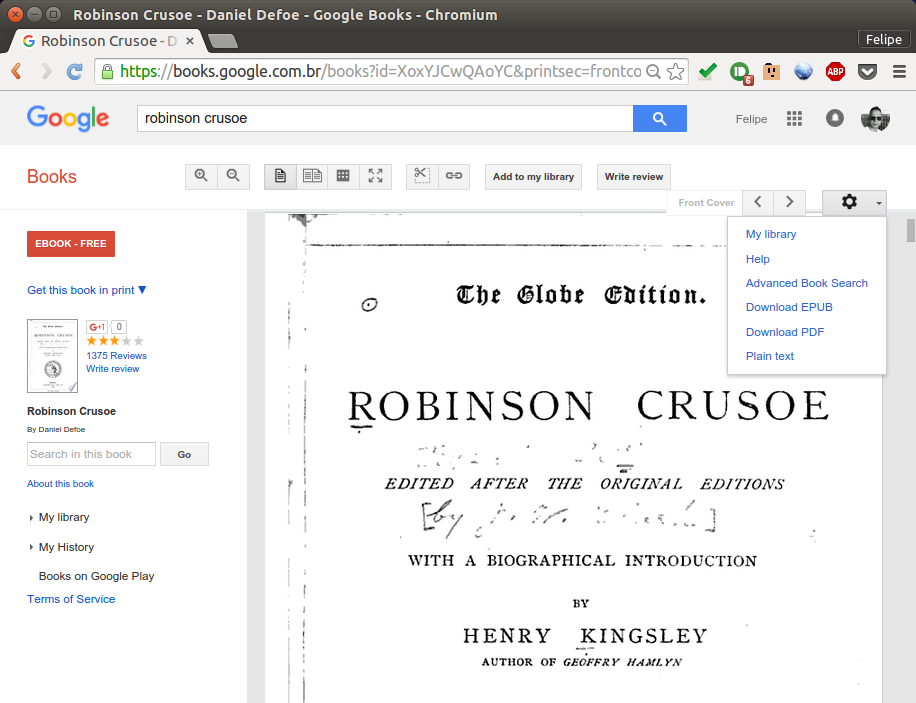 Robinson Crusoe - Daniel Defoe - Google Books - Chromium
Robinson Crusoe - D
Felipe
https://books.google.com.br/books?id=XoxYJCwQAoYC&printsec=frontco
6
ABP
Google
robinson crusoe
Felipe
Books
Add to my library
Write review
Front Cover
My library
Help
Advanced Book Search
Download EPUB
Download PDF
Plain text
EBOOK - FREE
Get this book in print ▼
G+1
0
1375 Reviews
Write review
Robinson Crusoe
By Daniel Defoe
Search in this book
Go
About this book
My library
My History
Books on Google Play
Terms of Service
The Globe Edition.
ROBINSON CRUSOE
EDITED AFTER THE ORIGINAL EDITIONS
[by
WITH A BIOGRAPHICAL INTRODUCTION
BY
HENRY KINGSLEY
AUTHOR OF GEOFFRY HAMLYN